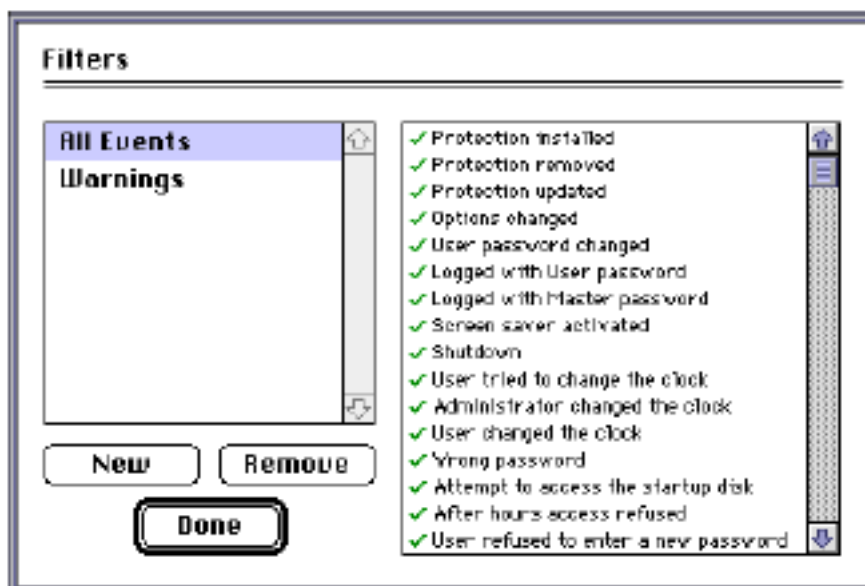 Filters
All Events
Warnings
New
Remove
Done
Protection installed
Protection removed
Protection updated
Options changed
User password changed
Logged with User password
Logged with Master password
Screen saver activated
Shutdown
User tried to change the clock
Administrator changed the clock
User changed the clock
Wrong password
Attempt to access the startup disk
After hours access refused
User refused to enter a new password